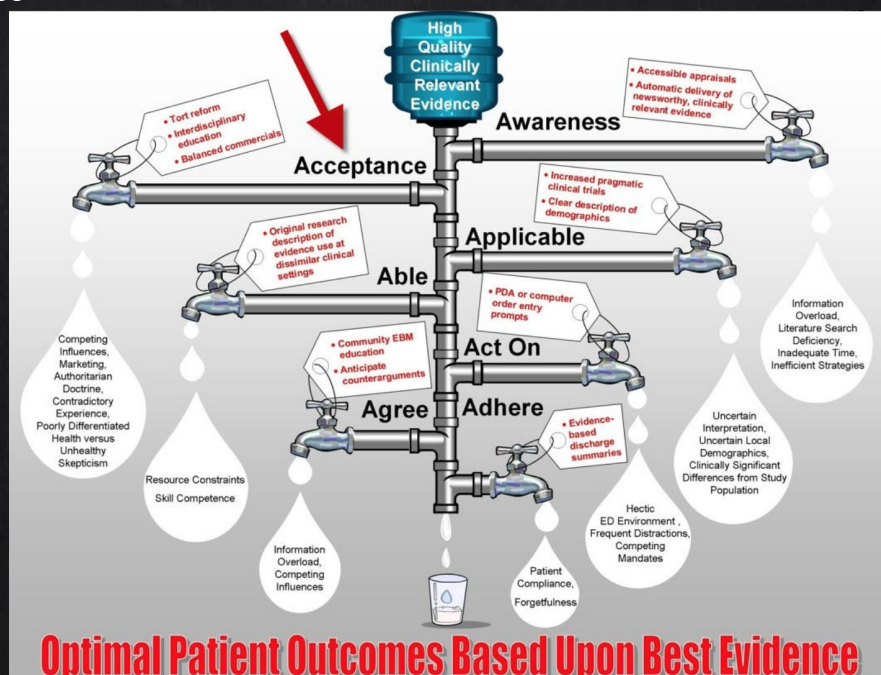 High
Quality
Clinically
Relevant
Evidence
Awareness
• Accessible appraisals
• Automatic delivery of
newsworthy, clinically
relevant evidence
Information
Overload,
Literature Search
Deficiency,
Inadequate Time,
Inefficient Strategies
Acceptance
• Tort reform
• Interdisciplinary
education
• Balanced commercials
Competing
Influences,
Marketing,
Authoritarian
Doctrine,
Contradictory
Experience,
Poorly Differentiated
Health versus
Unhealthy
Skepticism
Applicable
• Increased pragmatic
clinical trials
• Clear description of
demographics
Uncertain
Interpretation,
Uncertain Local
Demographics,
Clinically Significant
Differences from Study
Population
Able
• Original research
description of
evidence use at
dissimilar clinical
settings
Resource Constraints
Skill Competence
Act On
• PDA or computer
order entry
prompts
Hectic
ED Environment ,
Frequent Distractions,
Competing
Mandates
Agree
• Community EBM
education
• Anticipate
counterarguments
Information
Overload,
Competing
Influences
Adhere
• Evidence-
based
discharge
summaries
Patient
Compliance,
Forgetfulness
Optimal Patient Outcomes Based Upon Best Evidence